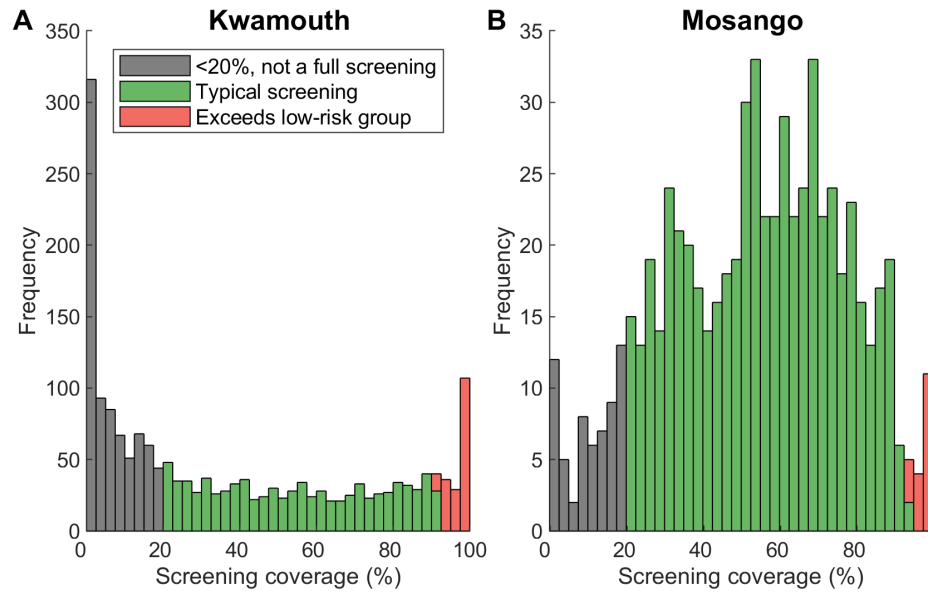 A
Kwamouth
350
300
250
200
150
100
50
0
Frequency
<20%, not a full screening
Typical screening
Exceeds low-risk group
0 20 40 60 80 100
Screening coverage (%)
B
Mosango
35
30
25
20
15
10
5
0
Frequency
0 20 40 60 80
Screening coverage (%)